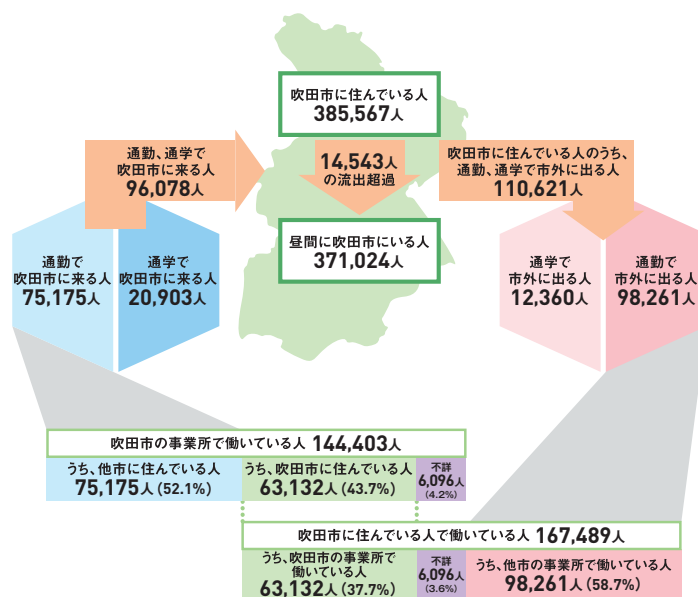 吹田市に住んでいる人
385,567人
通勤、通学で
吹田市に来る人
96,078人
14,543人
の流出超過
吹田市に住んでいる人のうち、
通勤、通学で市外に出る人
110,621人
昼間に吹田市にいる人
371,024人
通勤で
吹田市に来る人
75,175人
通学で
吹田市に来る人
20,903人
通学で
市外に出る人
12,360人
通勤で
市外に出る人
98,261人
吹田市の事業所で働いている人 144,403人
うち、他市に住んでいる人
75,175人(52.1%)
うち、吹田市に住んでいる人
63,132人(43.7%)
不詳
6,096人
(4.2%)
吹田市に住んでいる人で働いている人 167,489人
うち、吹田市の事業所で
働いている人
63,132人(37.7%)
不詳
6,096人
(3.6%)
うち、他市の事業所で働いている人
98,261人(58.7%)